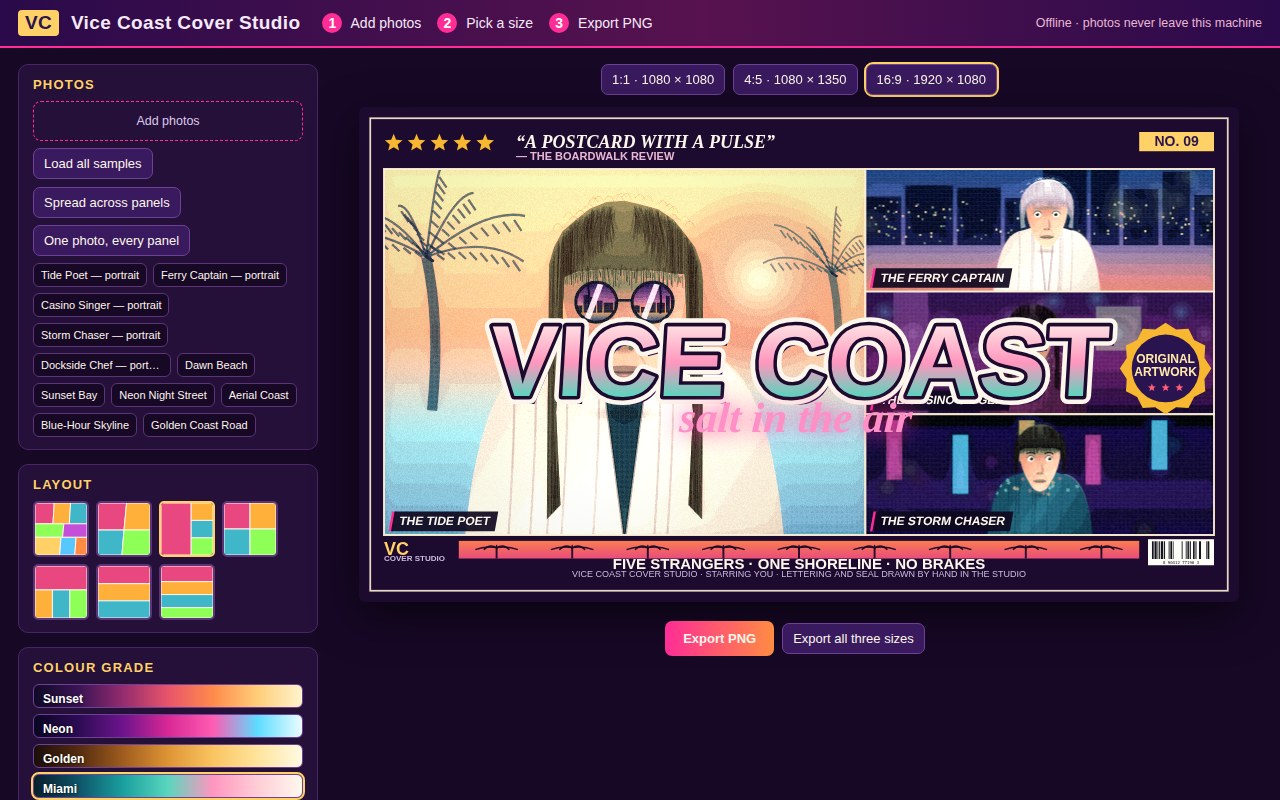 VC Vice Coast Cover Studio 1 Add photos 2 Pick a size 3 Export PNG Offline · photos never leave this machine
PHOTOS
Add photos
Load all samples
Spread across panels
One photo, every panel
Tide Poet — portrait Ferry Captain — portrait
Casino Singer — portrait
Storm Chaser — portrait
Dockside Chef — port… Dawn Beach
Sunset Bay Neon Night Street Aerial Coast
Blue-Hour Skyline Golden Coast Road
LAYOUT
COLOUR GRADE
Sunset
Neon
Golden
Miami
1:1 · 1080 × 1080 4:5 · 1080 × 1350 16:9 · 1920 × 1080
“A POSTCARD WITH A PULSE”
— THE BOARDWALK REVIEW
NO. 09
THE FERRY CAPTAIN
VICE COAST
salt in the air
ORIGINAL
ARTWORK
THE TIDE POET
THE STORM CHASER
VC
COVER STUDIO
FIVE STRANGERS · ONE SHORELINE · NO BRAKES
VICE COAST COVER STUDIO · STARRING YOU · LETTERING AND SEAL DRAWN BY HAND IN THE STUDIO
Export PNG Export all three sizes